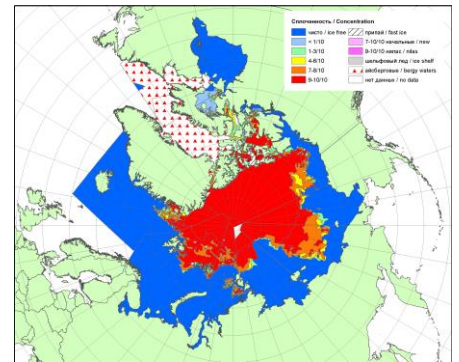 Сплоченность / Concentration
чисто / ice free
< 1/10
1-3/10
4-6/10
7-8/10
9-10/10
припай / fast ice
7-10/10 начальные / new
9-10/10 нилас / nilas
шельфовый лед / ice shelf
айсберговые / bergy waters
нет данных / no data